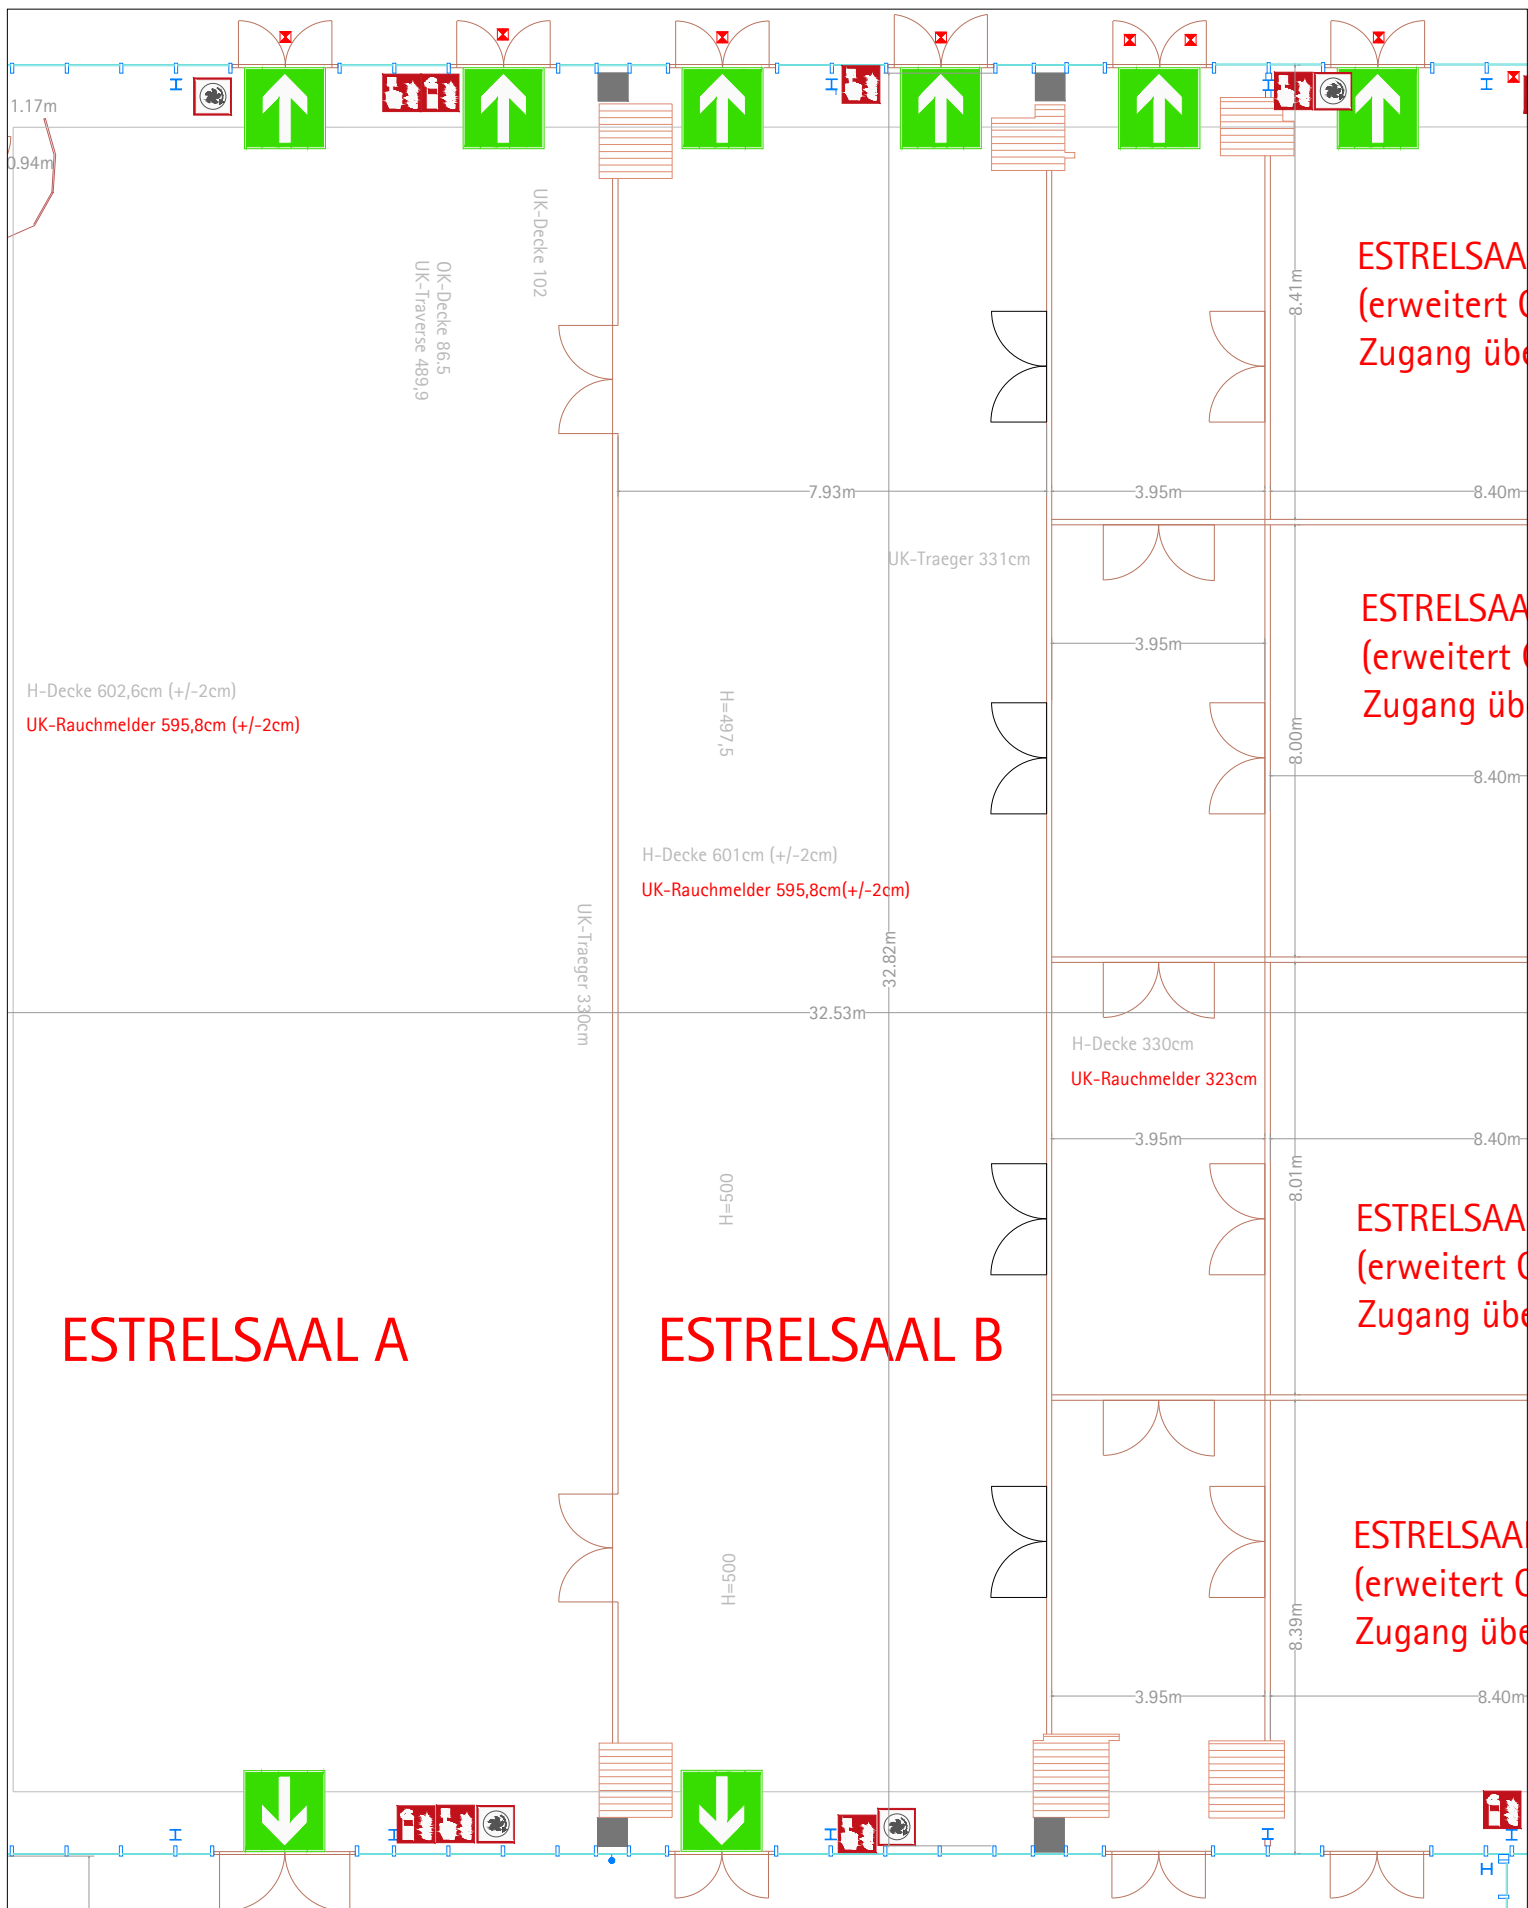 1.17m
0.94m
UK-Decke 102
OK-Decke 86.5
UK-Traverse 489,9
8.41m
ESTRELSAA
(erweitert
Zugang übe
7.93m
3.95m
8.40m
UK-Traeger 331cm
ESTRELSAA
(erweitert
Zugang üb
3.95m
8.00m
8.40m
H-Decke 602,6cm (+/-2cm)
UK-Rauchmelder 595,8cm (+/-2cm)
H=497,5
H-Decke 601cm (+/-2cm)
UK-Rauchmelder 595,8cm(+/-2cm)
UK-Traeger 330cm
32.82m
32.53m
H-Decke 330cm
UK-Rauchmelder 323cm
3.95m
8.40m
8.01m
H=500
ESTRELSAA
(erweitert
Zugang übe
ESTRELSAAL A
ESTRELSAAL B
H=500
ESTRELSAAL
(erweitert
Zugang übe
8.39m
3.95m
8.40m